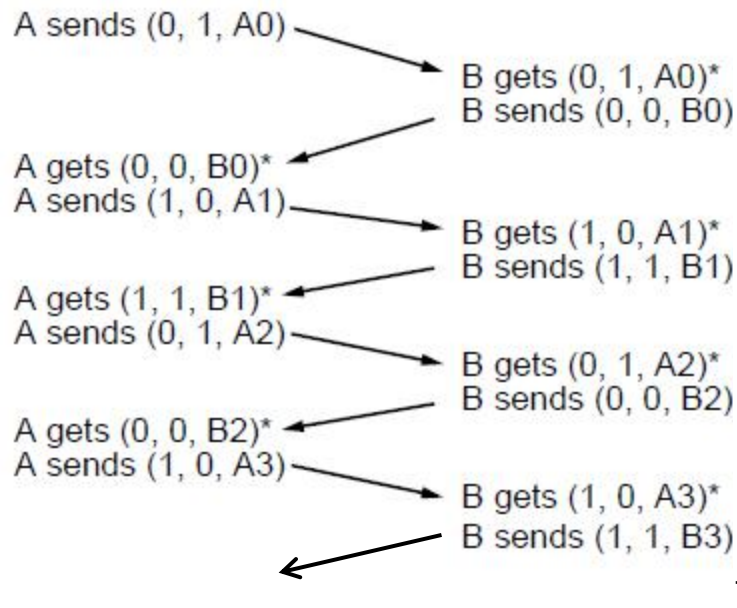 A sends (0, 1, A0)
B gets (0, 1, A0)*
B sends (0, 0, B0)
A gets (0, 0, B0)*
A sends (1, 0, A1)
B gets (1, 0, A1)*
B sends (1, 1, B1)
A gets (1, 1, B1)*
A sends (0, 1, A2)
B gets (0, 1, A2)*
B sends (0, 0, B2)
A gets (0, 0, B2)*
A sends (1, 0, A3)
B gets (1, 0, A3)*
B sends (1, 1, B3)